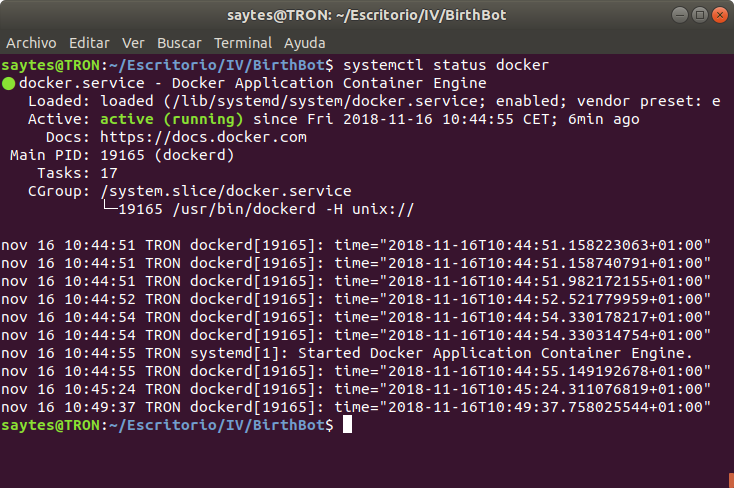 saytes@TRON: ~/Escritorio/IV/BirthBot
Archivo Editar Ver Buscar Terminal Ayuda
saytes@TRON:~/Escritorio/IV/BirthBot$ systemctl status docker
● docker.service - Docker Application Container Engine
   Loaded: loaded (/lib/systemd/system/docker.service; enabled; vendor preset: e
   Active: active (running) since Fri 2018-11-16 10:44:55 CET; 6min ago
     Docs: https://docs.docker.com
 Main PID: 19165 (dockerd)
    Tasks: 17
   CGroup: /system.slice/docker.service
           └─19165 /usr/bin/dockerd -H unix://

nov 16 10:44:51 TRON dockerd[19165]: time="2018-11-16T10:44:51.158223063+01:00"
nov 16 10:44:51 TRON dockerd[19165]: time="2018-11-16T10:44:51.158740791+01:00"
nov 16 10:44:51 TRON dockerd[19165]: time="2018-11-16T10:44:51.982172155+01:00"
nov 16 10:44:52 TRON dockerd[19165]: time="2018-11-16T10:44:52.521779959+01:00"
nov 16 10:44:54 TRON dockerd[19165]: time="2018-11-16T10:44:54.330178217+01:00"
nov 16 10:44:54 TRON dockerd[19165]: time="2018-11-16T10:44:54.330314754+01:00"
nov 16 10:44:55 TRON systemd[1]: Started Docker Application Container Engine.
nov 16 10:44:55 TRON dockerd[19165]: time="2018-11-16T10:44:55.149192678+01:00"
nov 16 10:45:24 TRON dockerd[19165]: time="2018-11-16T10:45:24.311076819+01:00"
nov 16 10:49:37 TRON dockerd[19165]: time="2018-11-16T10:49:37.758025544+01:00"
saytes@TRON:~/Escritorio/IV/BirthBot$